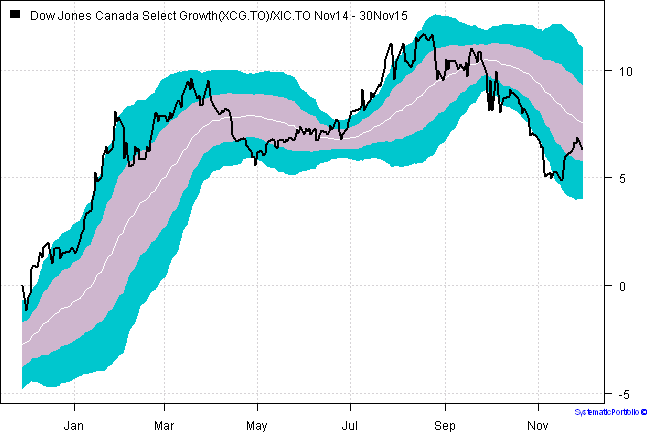 Dow Jones Canada Select Growth(XCG.TO)/XIC.TO Nov14 - 30Nov15
10
5
0
-5
Jan Mar May Jul Sep Nov
SystematicPortfolio ©